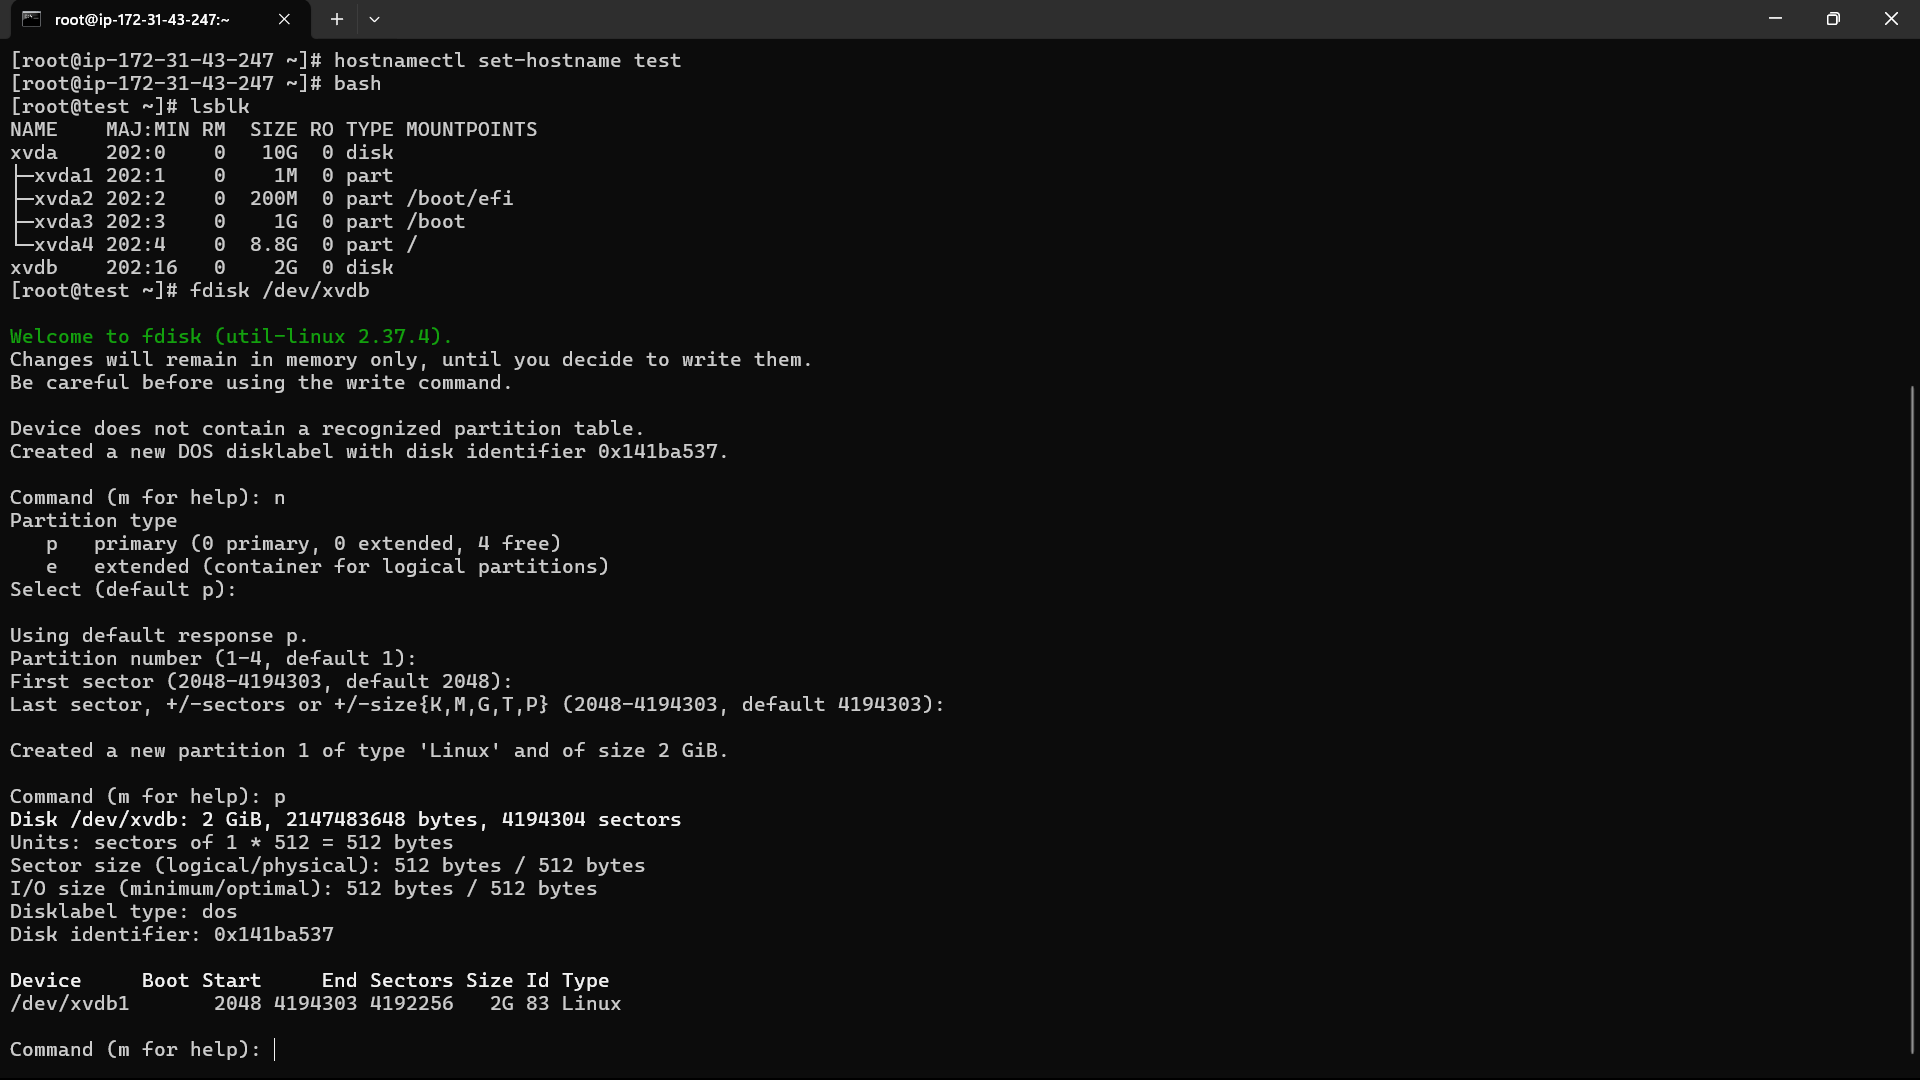 root@ip-172-31-43-247:~
[root@ip-172-31-43-247 ~]# hostnamectl set-hostname test
[root@ip-172-31-43-247 ~]# bash
[root@test ~]# lsblk
NAME    MAJ:MIN RM  SIZE RO TYPE MOUNTPOINTS
xvda    202:0    0   10G  0 disk
├─xvda1 202:1    0    1M  0 part
├─xvda2 202:2    0  200M  0 part /boot/efi
├─xvda3 202:3    0    1G  0 part /boot
└─xvda4 202:4    0  8.8G  0 part /
xvdb    202:16   0    2G  0 disk
[root@test ~]# fdisk /dev/xvdb
Welcome to fdisk (util-linux 2.37.4).
Changes will remain in memory only, until you decide to write them.
Be careful before using the write command.
Device does not contain a recognized partition table.
Created a new DOS disklabel with disk identifier 0x141ba537.
Command (m for help): n
Partition type
   p   primary (0 primary, 0 extended, 4 free)
   e   extended (container for logical partitions)
Select (default p):
Using default response p.
Partition number (1-4, default 1):
First sector (2048-4194303, default 2048):
Last sector, +/-sectors or +/-size{K,M,G,T,P} (2048-4194303, default 4194303):
Created a new partition 1 of type 'Linux' and of size 2 GiB.
Command (m for help): p
Disk /dev/xvdb: 2 GiB, 2147483648 bytes, 4194304 sectors
Units: sectors of 1 * 512 = 512 bytes
Sector size (logical/physical): 512 bytes / 512 bytes
I/O size (minimum/optimal): 512 bytes / 512 bytes
Disklabel type: dos
Disk identifier: 0x141ba537
Device     Boot Start     End Sectors Size Id Type
/dev/xvdb1       2048 4194303 4192256   2G 83 Linux
Command (m for help):